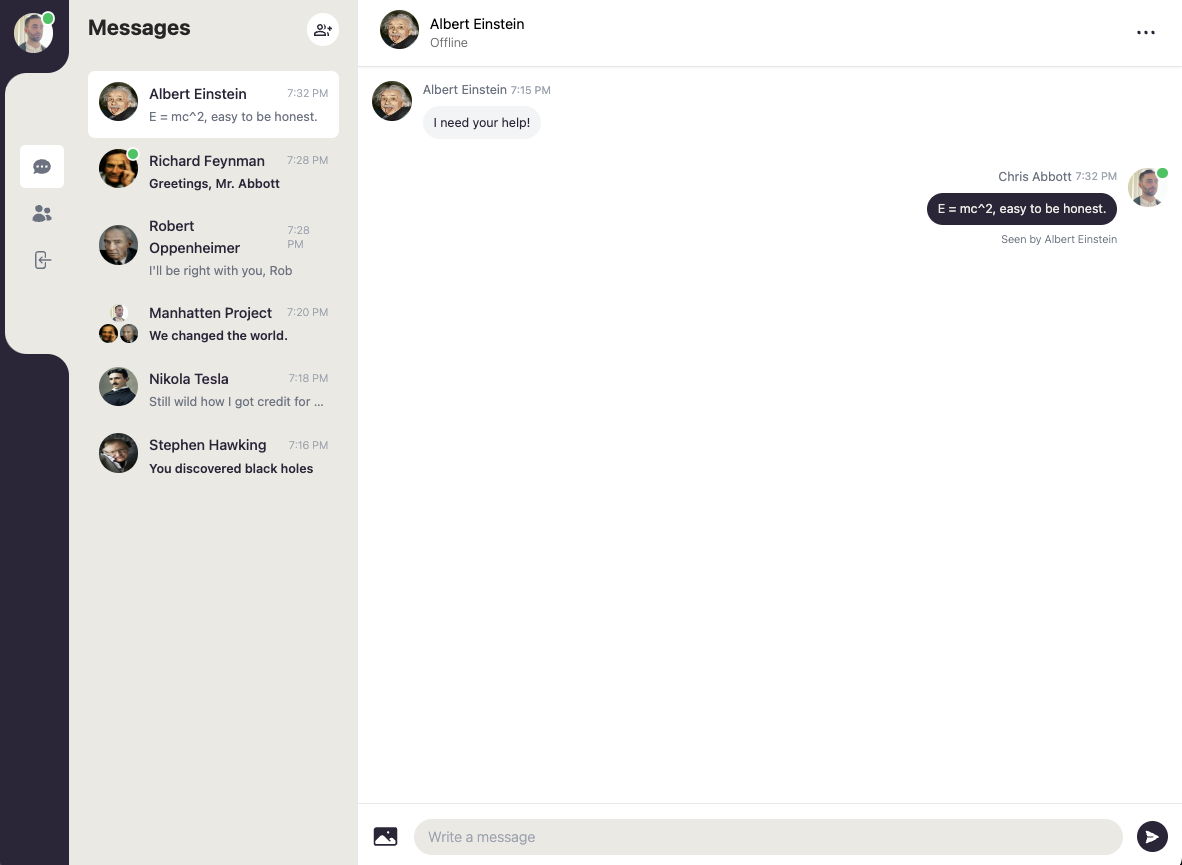 Messages
Albert Einstein 7:32 PM
E = mc^2, easy to be honest.
Richard Feynman 7:28 PM
Greetings, Mr. Abbott
Robert
Oppenheimer
7:28
PM
I'll be right with you, Rob
Manhatten Project 7:20 PM
We changed the world.
Nikola Tesla 7:18 PM
Still wild how I got credit for ...
Stephen Hawking 7:16 PM
You discovered black holes
Albert Einstein
Offline
Albert Einstein 7:15 PM
I need your help!
Chris Abbott 7:32 PM
E = mc^2, easy to be honest.
Seen by Albert Einstein
Write a message